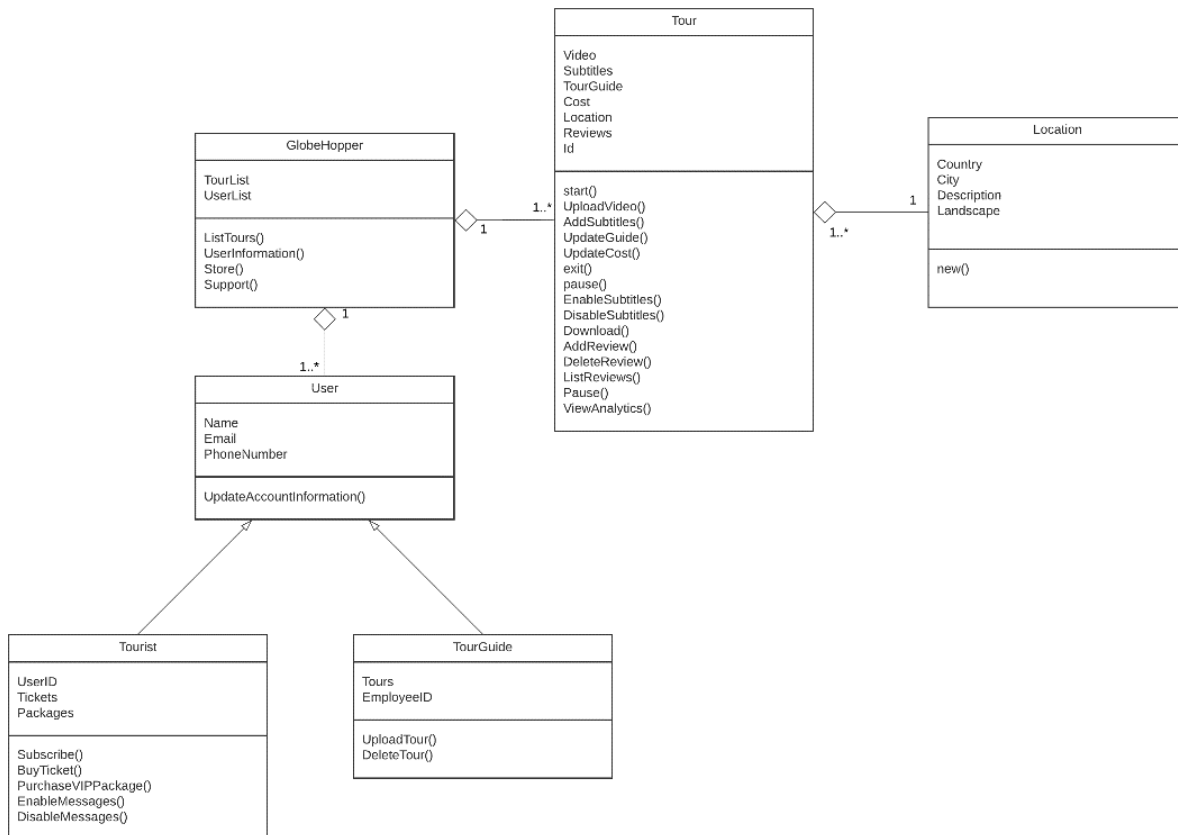 Tour
Video
Subtitles
TourGuide
Cost
Location
Reviews
Id
start()
UploadVideo()
AddSubtitles()
UpdateGuide()
UpdateCost()
exit()
pause()
EnableSubtitles()
DisableSubtitles()
Download()
AddReview()
DeleteReview()
ListReviews()
Pause()
ViewAnalytics()
GlobeHopper
TourList
UserList
ListTours()
UserInformation()
Store()
Support()
1..*
1
Location
Country
City
Description
Landscape
new()
1
1..*
1
1..*
User
Name
Email
PhoneNumber
UpdateAccountInformation()
Tourist
UserID
Tickets
Packages
Subscribe()
BuyTicket()
PurchaseVIPPackage()
EnableMessages()
DisableMessages()
TourGuide
Tours
EmployeeID
UploadTour()
DeleteTour()